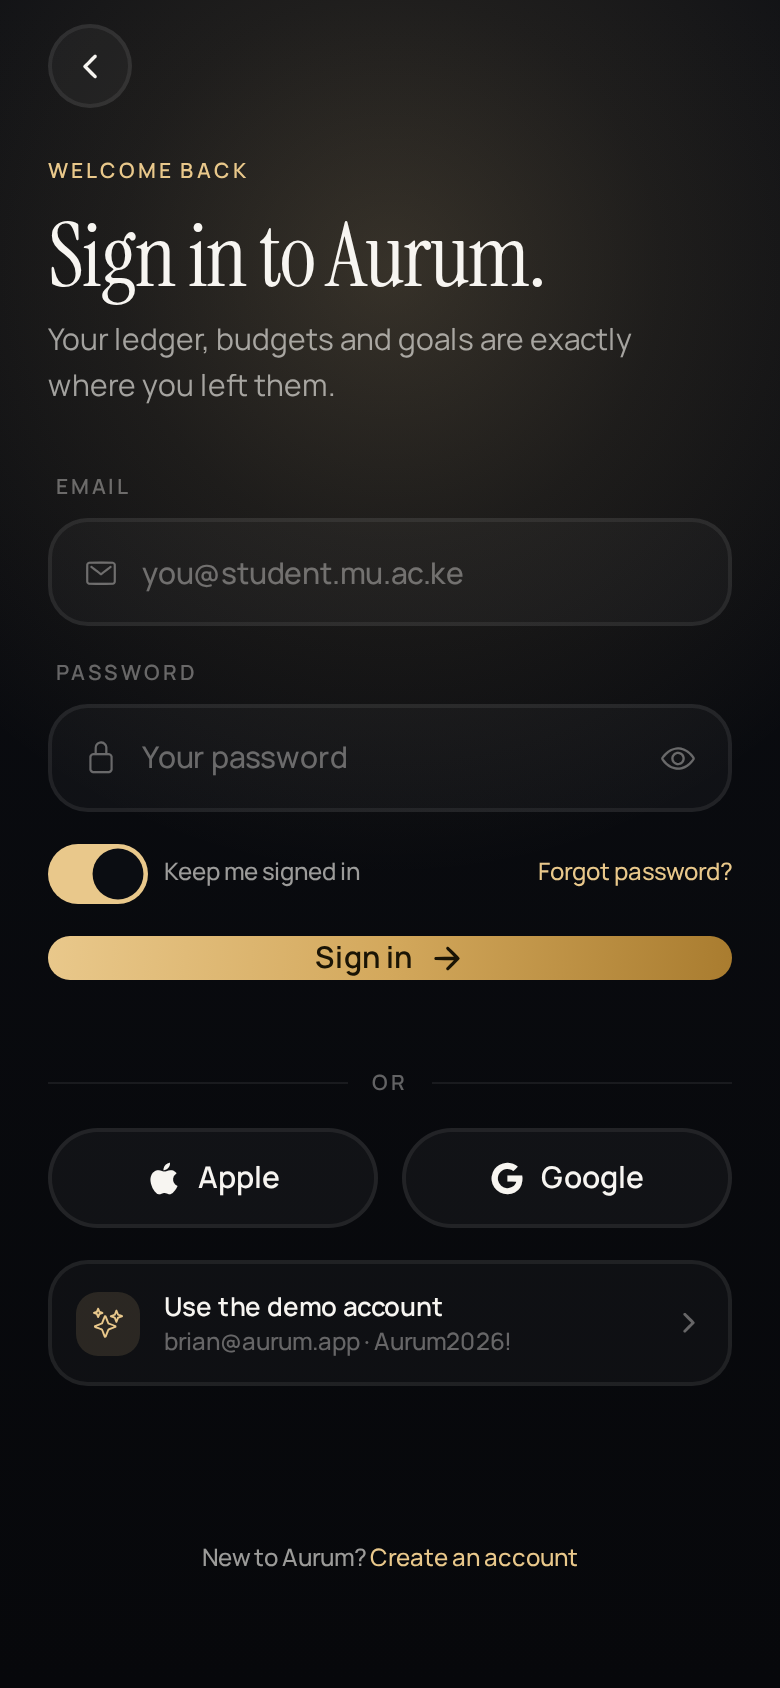 WELCOME BACK
Sign in to Aurum.
Your ledger, budgets and goals are exactly
where you left them.
EMAIL
you@student.mu.ac.ke
PASSWORD
Your password
Keep me signed in
Forgot password?
Sign in
OR
Apple
Google
Use the demo account
brian@aurum.app · Aurum2026!
New to Aurum? Create an account